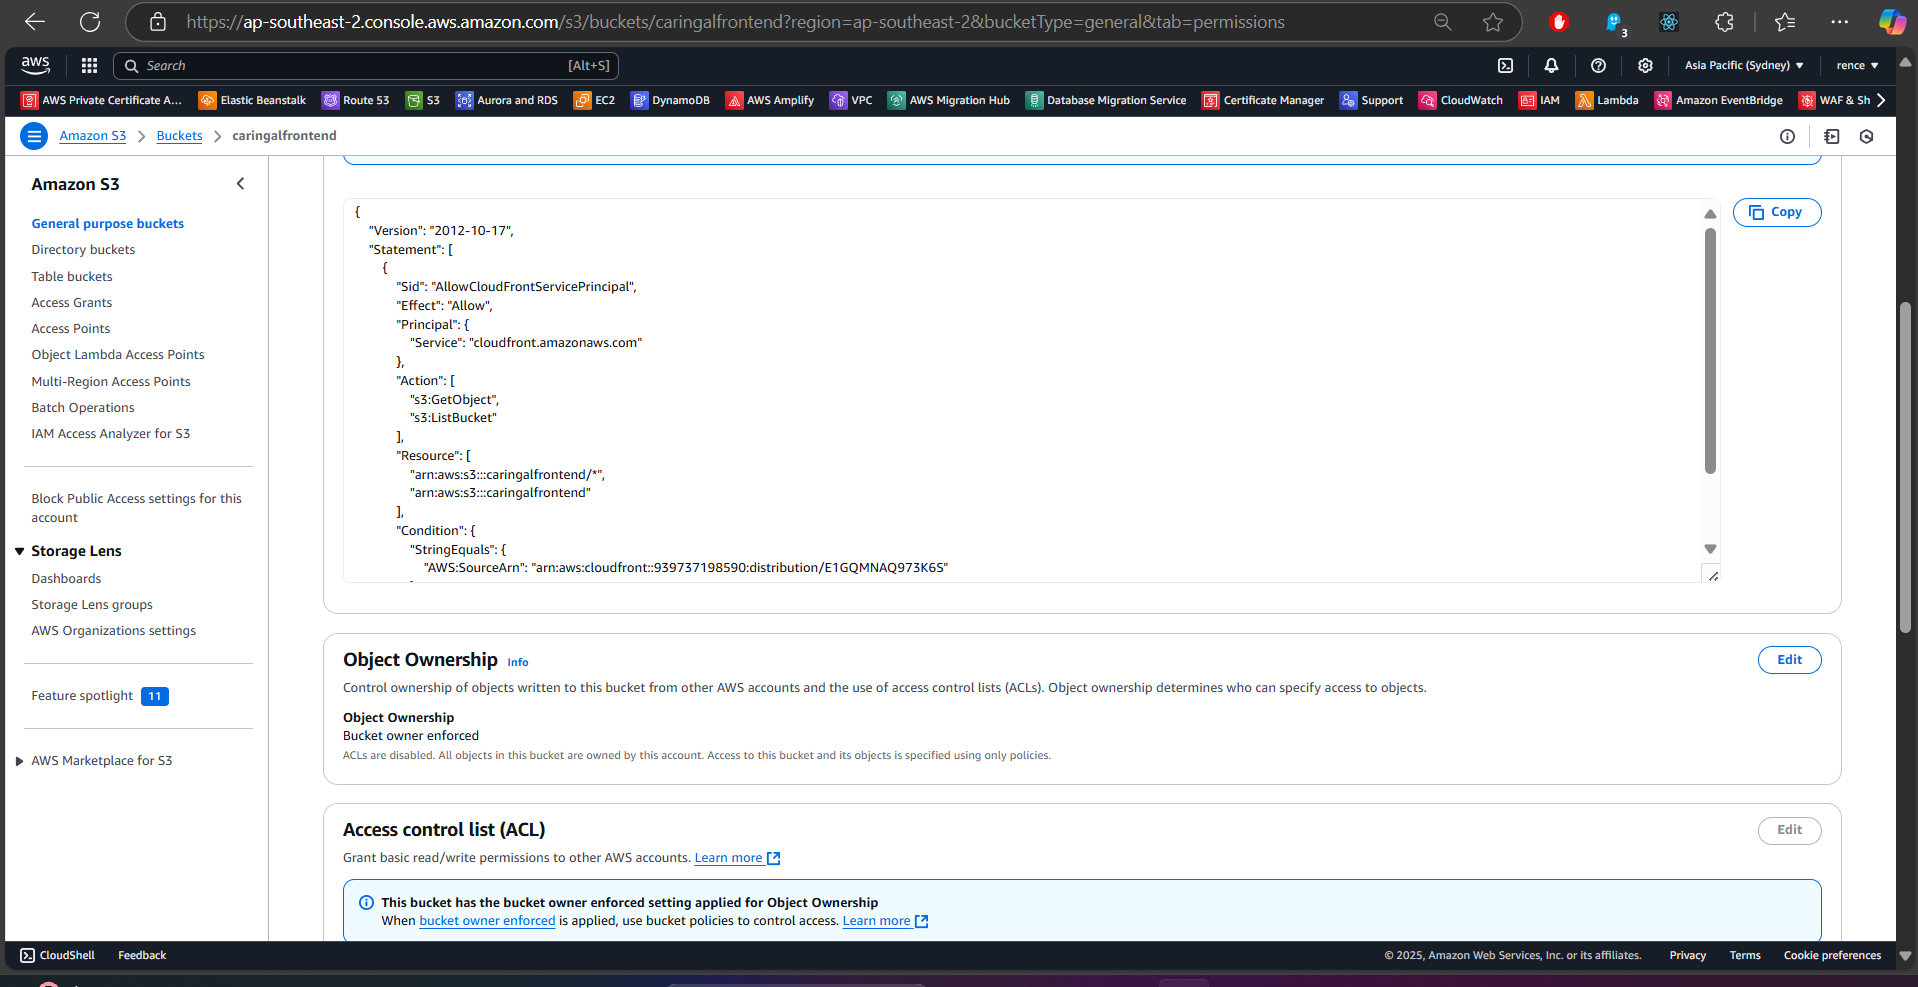 https://ap-southeast-2.console.aws.amazon.com/s3/buckets/caringalfrontend?region=ap-southeast-2&bucketType=general&tab=permissions
3
aws
Search
[Alt+S]
Asia Pacific (Sydney)
rence
AWS Private Certificate A...
Elastic Beanstalk
Route 53
S3
Aurora and RDS
EC2
DynamoDB
AWS Amplify
VPC
AWS Migration Hub
Database Migration Service
Certificate Manager
Support
CloudWatch
IAM
Lambda
Amazon EventBridge
WAF & Sh
Amazon S3
Buckets
caringalfrontend
Amazon S3
General purpose buckets
Directory buckets
Table buckets
Access Grants
Access Points
Object Lambda Access Points
Multi-Region Access Points
Batch Operations
IAM Access Analyzer for S3
Block Public Access settings for this
account
Storage Lens
Dashboards
Storage Lens groups
AWS Organizations settings
Feature spotlight 11
AWS Marketplace for S3
{
"Version": "2012-10-17",
"Statement": [
{
"Sid": "AllowCloudFrontServicePrincipal",
"Effect": "Allow",
"Principal": {
"Service": "cloudfront.amazonaws.com"
},
"Action": [
"s3:GetObject",
"s3:ListBucket"
],
"Resource": [
"arn:aws:s3:::caringalfrontend/*",
"arn:aws:s3:::caringalfrontend"
],
"Condition": {
"StringEquals": {
"AWS:SourceArn": "arn:aws:cloudfront::939737198590:distribution/E1GQMNAQ973K6S"
Copy
Object Ownership Info
Edit
Control ownership of objects written to this bucket from other AWS accounts and the use of access control lists (ACLs). Object ownership determines who can specify access to objects.
Object Ownership
Bucket owner enforced
ACLs are disabled. All objects in this bucket are owned by this account. Access to this bucket and its objects is specified using only policies.
Access control list (ACL)
Edit
Grant basic read/write permissions to other AWS accounts. Learn more
This bucket has the bucket owner enforced setting applied for Object Ownership
When bucket owner enforced is applied, use bucket policies to control access. Learn more
CloudShell
Feedback
© 2025, Amazon Web Services, Inc. or its affiliates.
Privacy
Terms
Cookie preferences